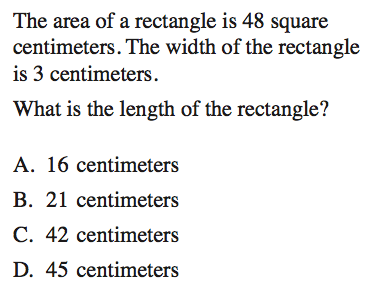 The area of a rectangle is 48 square
centimeters. The width of the rectangle
is 3 centimeters.
What is the length of the rectangle?
A. 16 centimeters
B. 21 centimeters
C. 42 centimeters
D. 45 centimeters